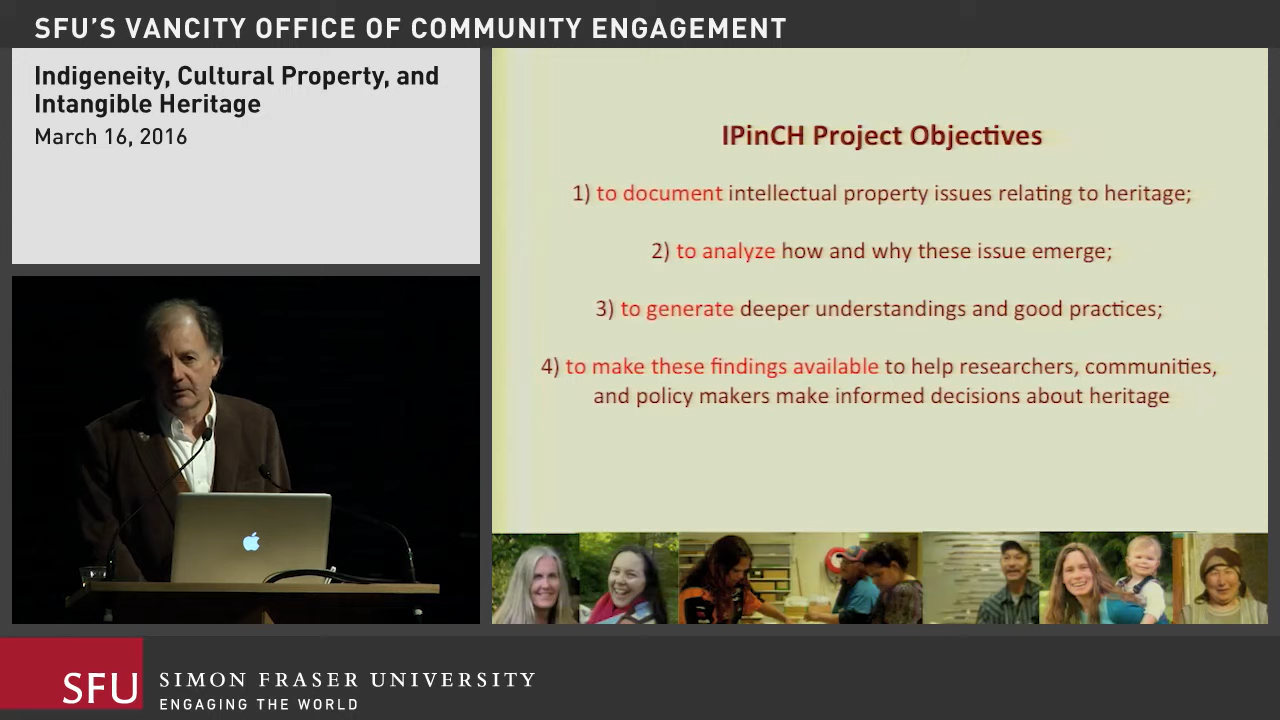 SFU'S VANCITY OFFICE OF COMMUNITY ENGAGEMENT
Indigeneity, Cultural Property, and
Intangible Heritage
March 16, 2016
IPinCH Project Objectives
1) to document intellectual property issues relating to heritage;
2) to analyze how and why these issue emerge;
3) to generate deeper understandings and good practices;
4) to make these findings available to help researchers, communities,
and policy makers make informed decisions about heritage
SFU
SIMON FRASER UNIVERSITY
ENGAGING THE WORLD